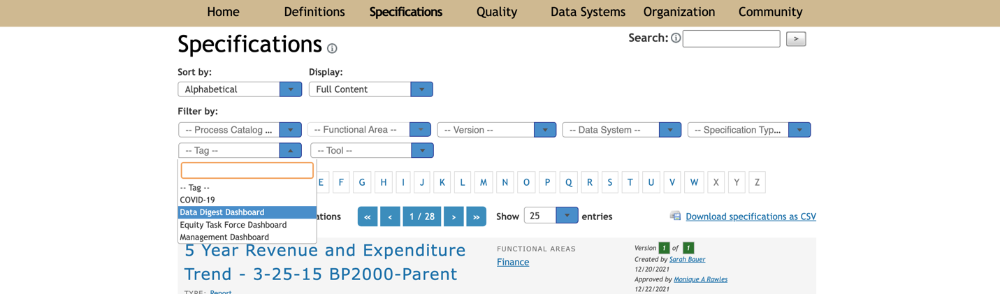 Home Definitions Specifications Quality Data Systems Organization Community
Specifications
Search: >
Sort by: Display:
Alphabetical Full Content
Filter by:
-- Process Catalog ... -- Functional Area -- -- Version -- -- Data System -- -- Specification Typ...
-- Tag -- -- Tool --
E F G H I J K L M N O P Q R S T U V W X Y Z
-- Tag --
COVID-19
Data Digest Dashboard
Equity Task Force Dashboard
Management Dashboard
ations « ‹ 1 / 28 › » Show 25 entries Download specifications as CSV
5 Year Revenue and Expenditure
Trend - 3-25-15 BP2000-Parent
TYPE: Report
FUNCTIONAL AREAS
Finance
Version 1 of 1
Created by Sarah Bauer
12/20/2021
Approved by Monique A Rawles
12/22/2021